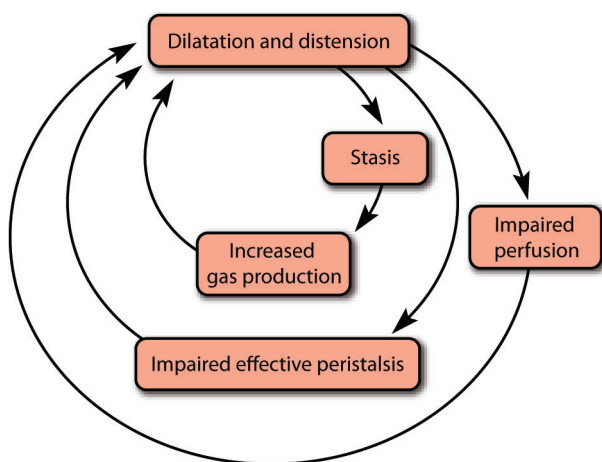 Dilatation and distension
Stasis
Impaired
perfusion
Increased
gas production
Impaired effective peristalsis